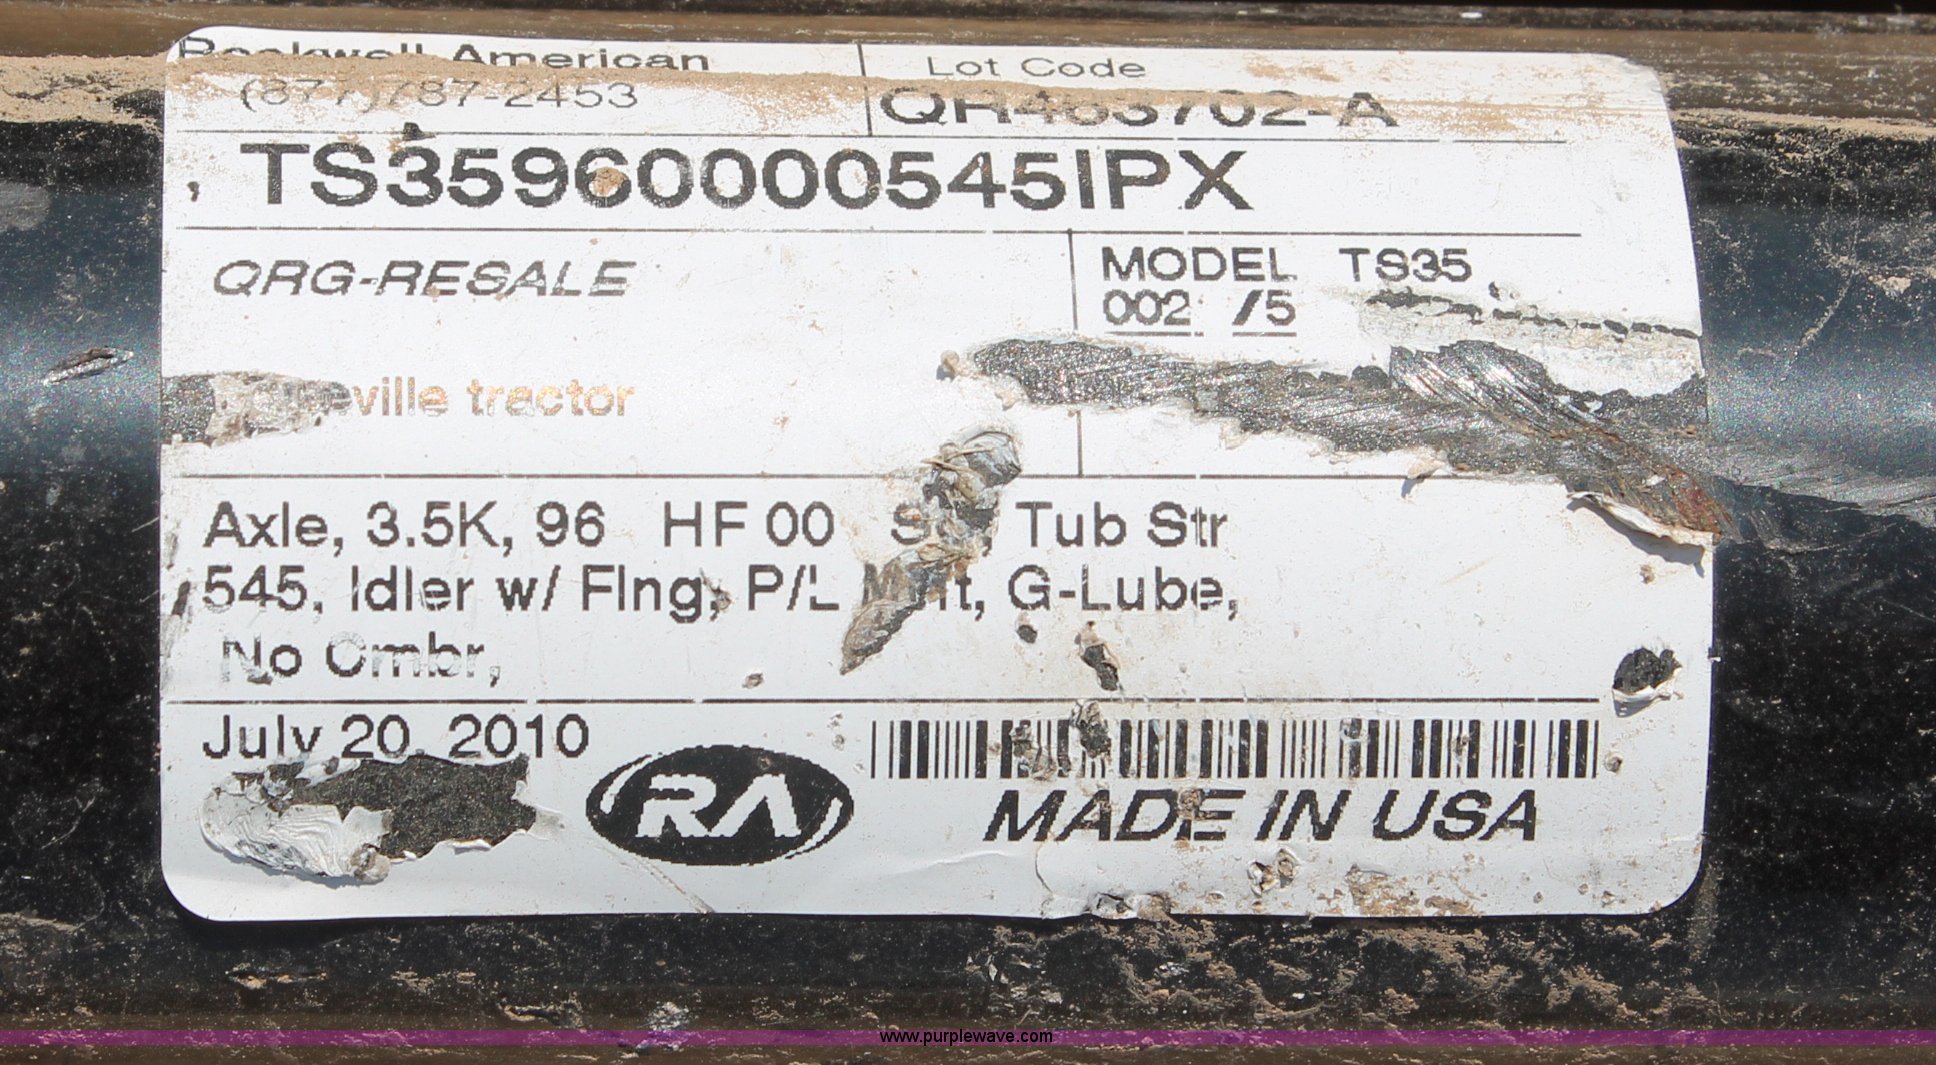 Rockwell American
Lot Code
(877)787-2453
QR463702-A
TS35960000545IPX
QRG-RESALE
MODEL TS35
002 /5
tractor
Axle, 3.5K, 96 HF 00 Tub Str
545, Idler w/ Flng, P/L G-Lube,
No Cmbr,
July 20, 2010
RA
MADE IN USA
www.purplewave.com